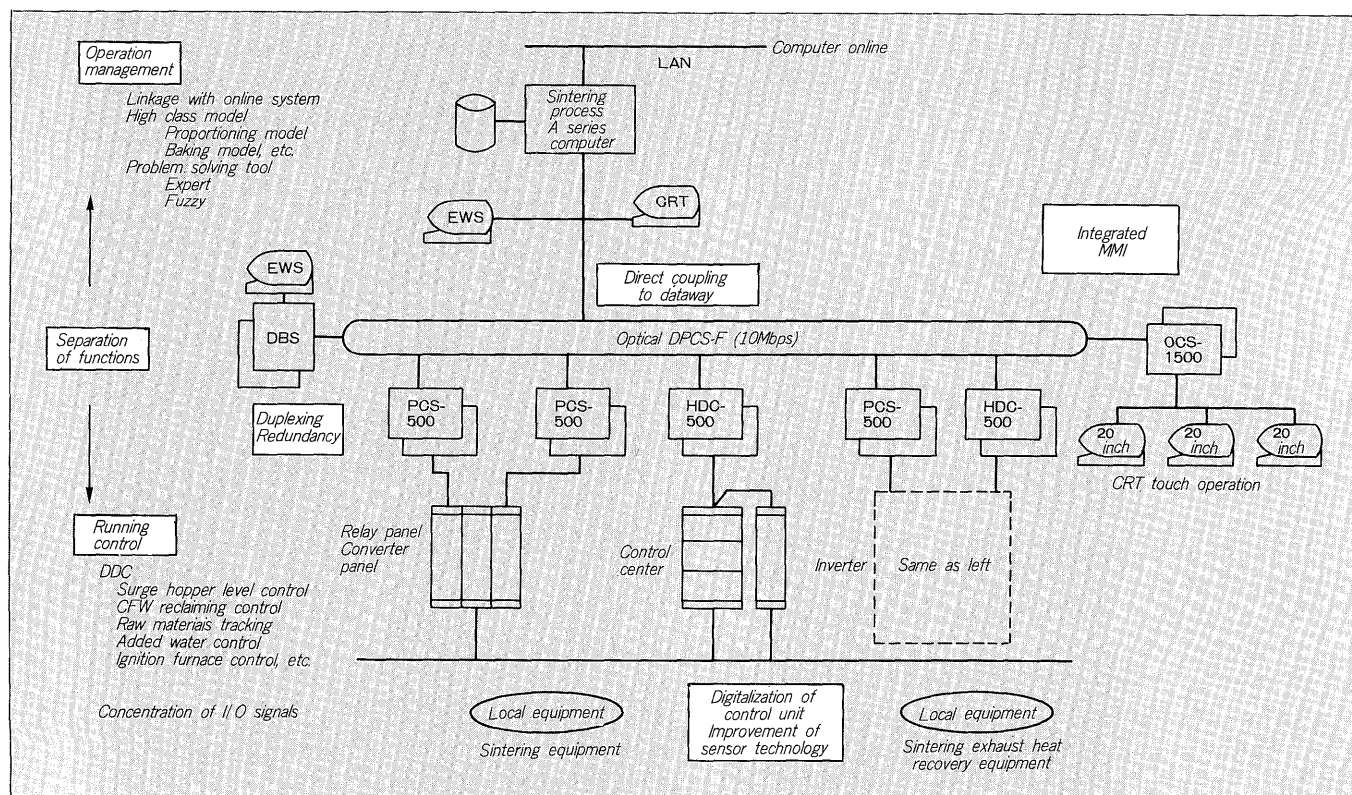 Operation
management
Linkage with online system
High class model
Proportioning model
Baking model, etc.
Problem solving tool
Expert
Fuzzy
Computer online
LAN
Sintering
process
A series
computer
EWS
CRT
Integrated
MMI
EWS
DBS
Direct coupling
to dataway
Separation
of functions
Optical DPCS-F (10Mbps)
OCS-
1500
Duplexing
Redundancy
PCS-
500
PCS-
500
HDC-
500
PCS-
500
HDC-
500
20
inch
20
inch
20
inch
CRT touch operation
Running
control
DDC
Surge hopper level control
CFW reclaiming control
Raw materiais tracking
Added water control
Ignition furnace control, etc.
Relay panel
Converter
panel
Control
center
Inverter
Same as left
Concentration of I/O signals
Local equipment
Sintering equipment
Digitalization of
control unit
Improvement of
sensor technology
Local equipment
Sintering exhaust heat
recovery equipment